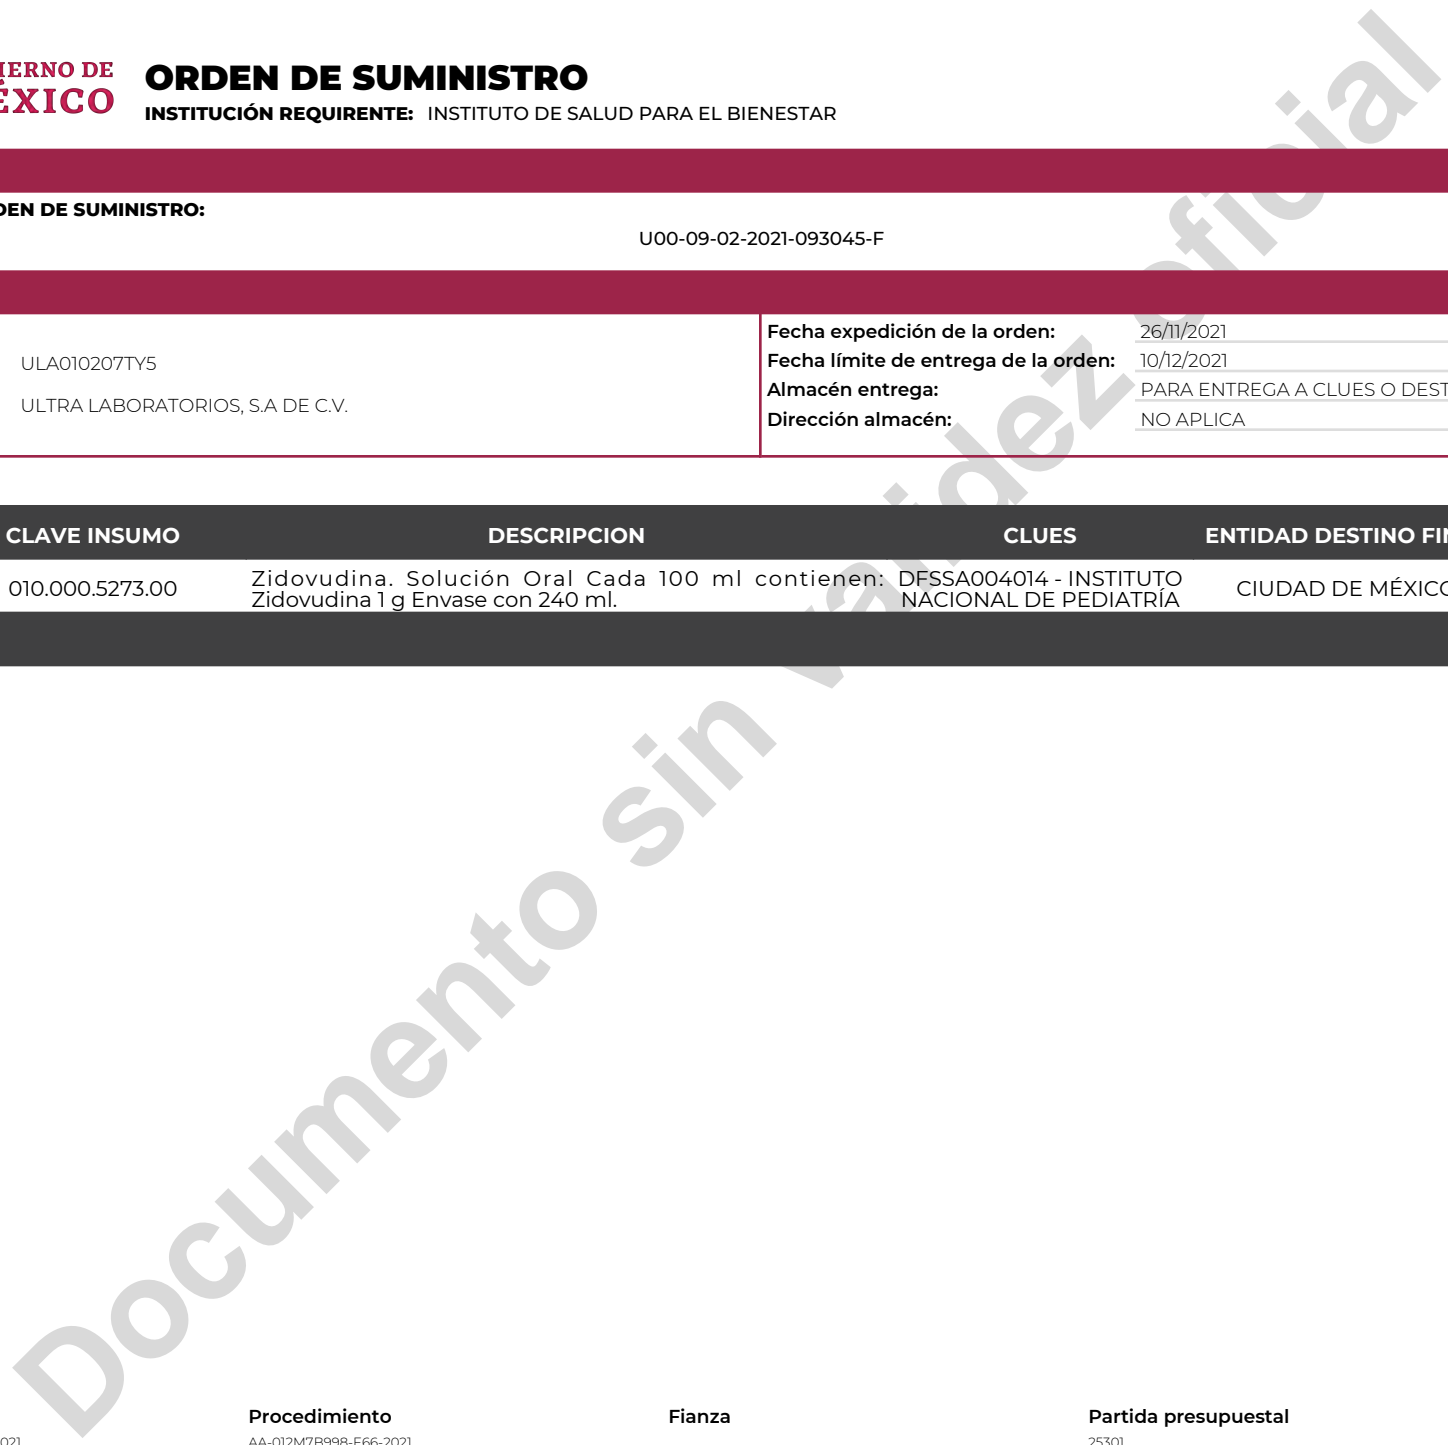 IERNO DE
ÉXICO
ORDEN DE SUMINISTRO
INSTITUCIÓN REQUIRENTE: INSTITUTO DE SALUD PARA EL BIENESTAR
DEN DE SUMINISTRO:
U00-09-02-2021-093045-F
ULA010207TY5
ULTRA LABORATORIOS, S.A DE C.V.
Fecha expedición de la orden: 26/11/2021
Fecha límite de entrega de la orden: 10/12/2021
Almacén entrega: PARA ENTREGA A CLUES O DEST
Dirección almacén: NO APLICA
CLAVE INSUMO DESCRIPCION CLUES ENTIDAD DESTINO FIN
010.000.5273.00
Zidovudina. Solución Oral Cada 100 ml contienen:
Zidovudina 1 g Envase con 240 ml.
DFSSA004014 - INSTITUTO
NACIONAL DE PEDIATRÍA
CIUDAD DE MÉXICO
Documento sin validez oficial
Procedimiento Fianza Partida presupuestal
021 AA-012M7B998-E66-2021 25301